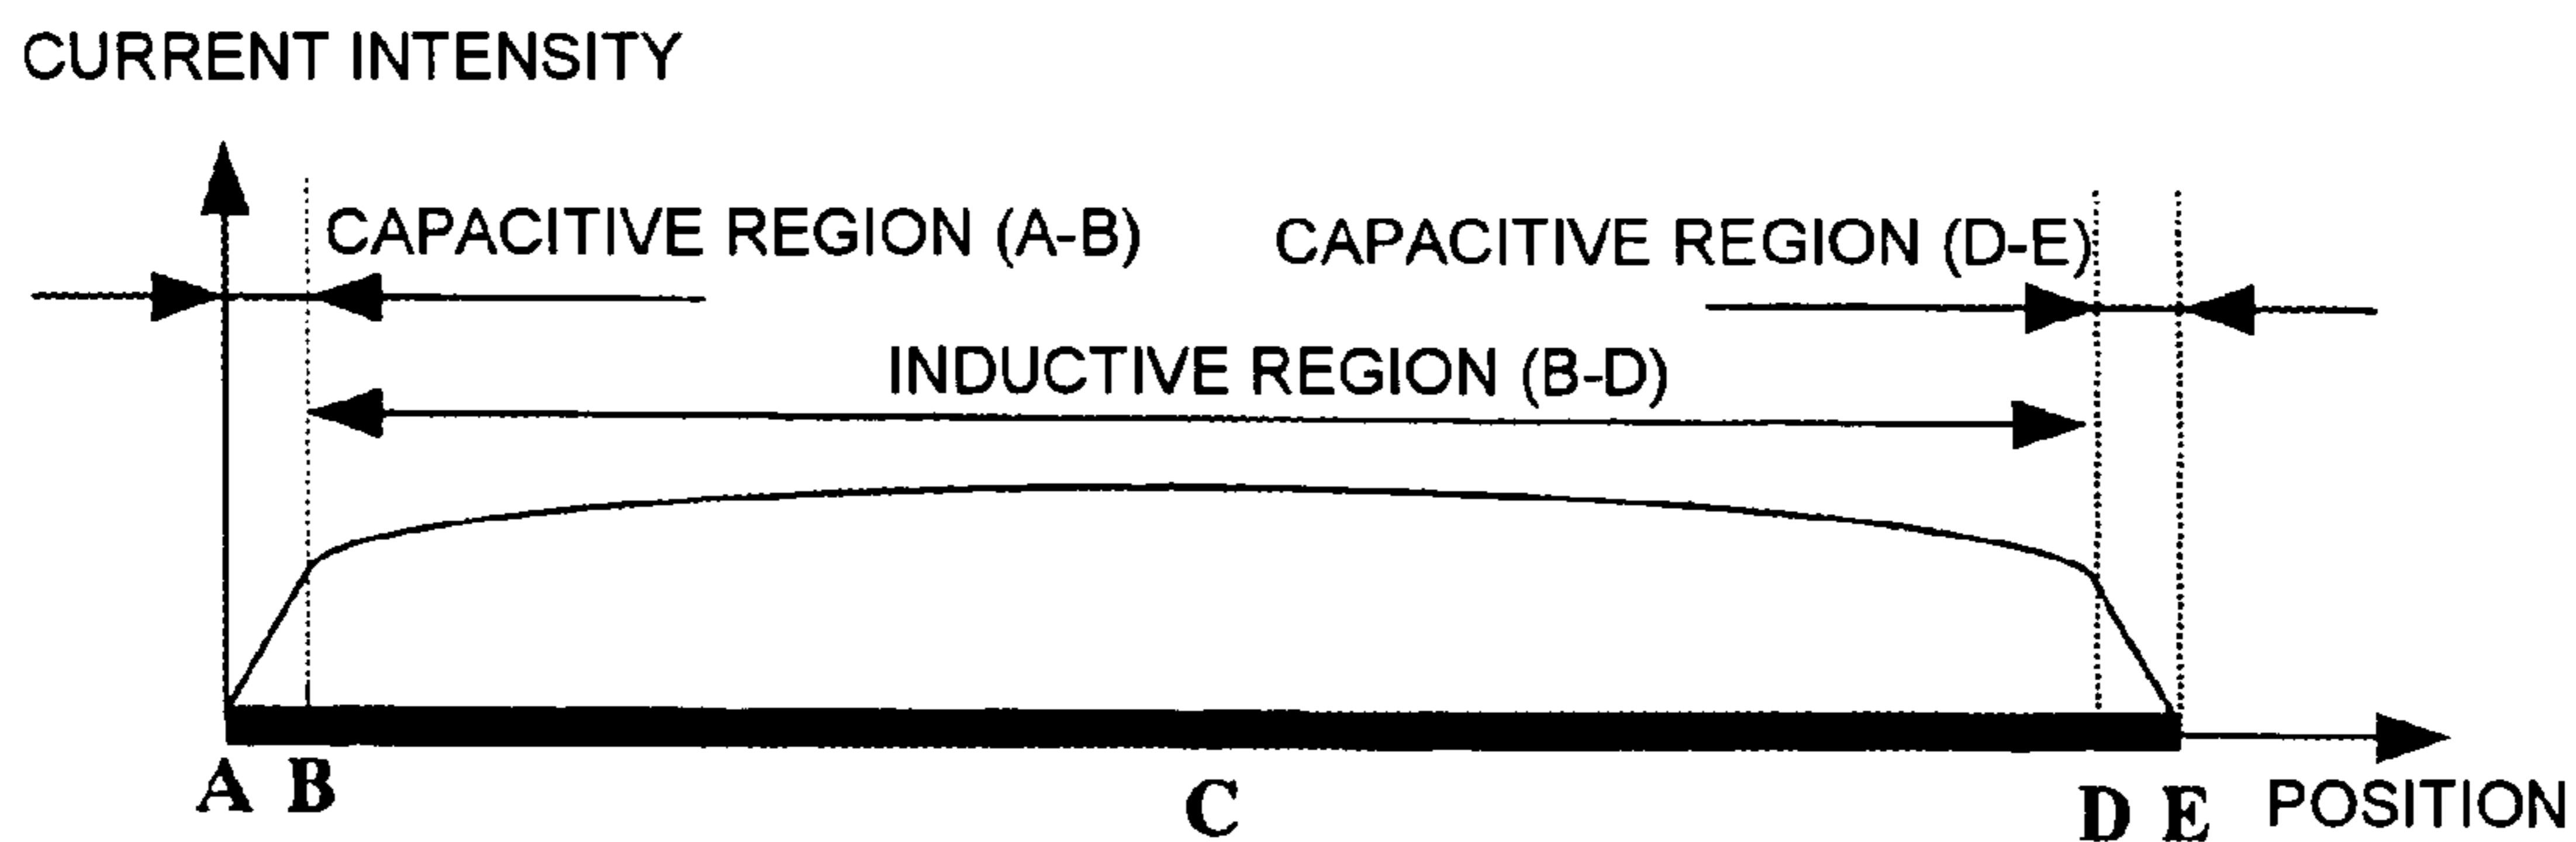 CURRENT INTENSITY
CAPACITIVE REGION (A-B)
CAPACITIVE REGION (D-E)
INDUCTIVE REGION (B-D)
A B C D E POSITION